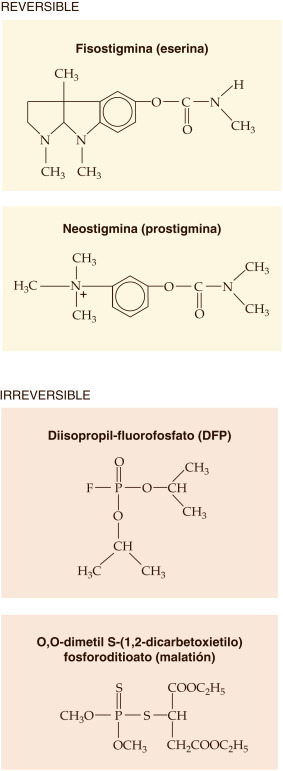 REVERSIBLE
Fisostigmina (eserina)
CH₃
O C N H
O
CH₃
N N
CH₃ CH₃
Neostigmina (prostigmina)
CH₃
CH₃
H₃C N O C N
+
CH₃
O
CH₃
IRREVERSIBLE
Diisopropil-fluorofosfato (DFP)
O
CH₃
F P O CH
CH₃
O
CH
H₃C CH₃
O,O-dimetil S-(1,2-dicarbetoxietilo)
fosforoditioato (malatión)
S COOC₂H₅
CH₃O P S CH
OCH₃ CH₂COOC₂H₅